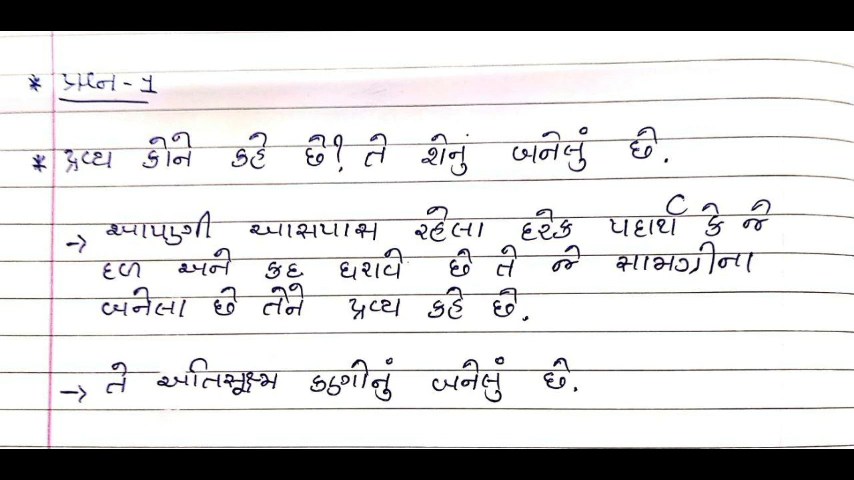 * પ્રશ્ન - 1
* દ્રવ્ય કોને કહે છે? તે શેનું બનેલું છે.
→ આપણી આસપાસ રહેલા દરેક પદાર્થ કે જે
દળ અને કદ ધરાવે છે તે જે સામગ્રીના
બનેલા છે તેને દ્રવ્ય કહે છે.
→ તે અતિસૂક્ષ્મ કણોનું બનેલું છે.